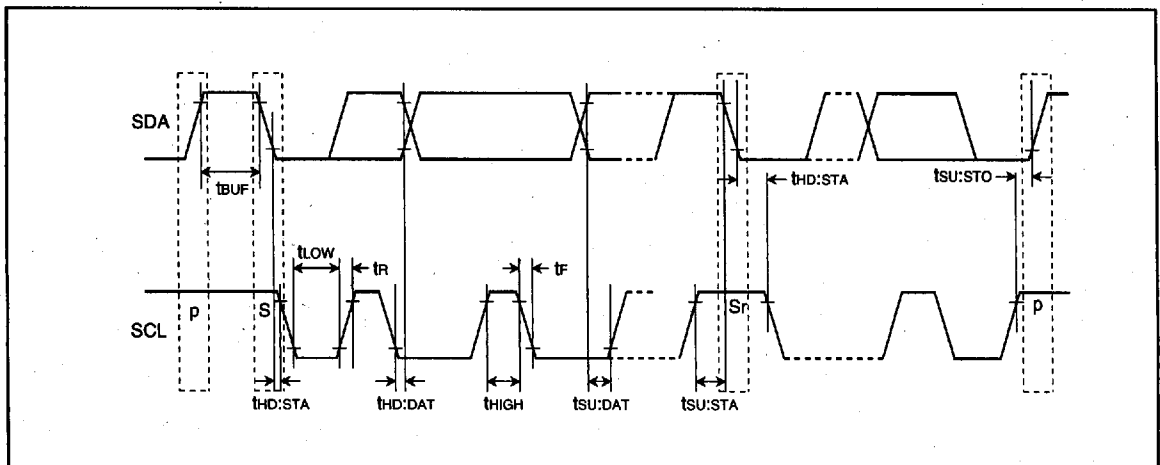 SDA
tBUF
tHD:STA
tSU:STO
tLOW
tR
tF
p
S
Sr
p
SCL
tHD:STA
tHD:DAT
tHIGH
tSU:DAT
tSU:STA